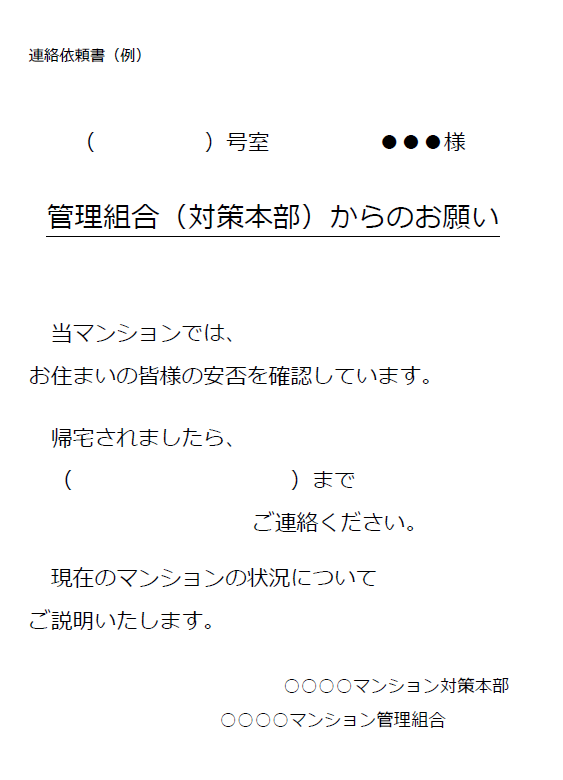 連絡依頼書（例）
（　　　　　）号室　　　　　●●●様
管理組合（対策本部）からのお願い
当マンションでは、
お住まいの皆様の安否を確認しています。
帰宅されましたら、
（　　　　　　　　　　）まで
ご連絡ください。
現在のマンションの状況について
ご説明いたします。
○○○○マンション対策本部
○○○○マンション管理組合